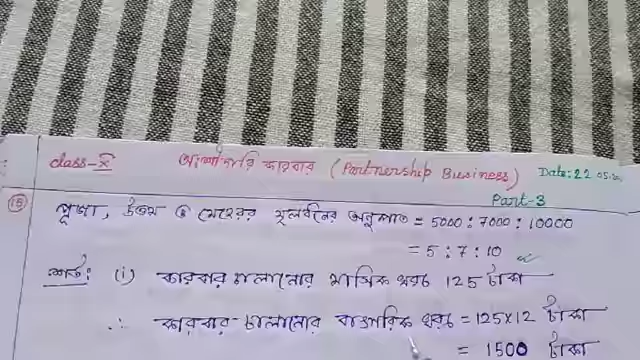 class-X অংশীদারি কারবার (Partnership Business) Date: 22.05.
Part-3
15 পূজা, উত্তম ও মেহেরের মূলধনের অনুপাত = 5000 : 7000 : 10000
= 5 : 7 : 10
শর্ত: (i) কারবার চালানোর মাসিক খরচ 125 টাকা
∴ কারবার চালানোর বাৎসরিক খরচ = 125×12 টাকা
= 1500 টাকা